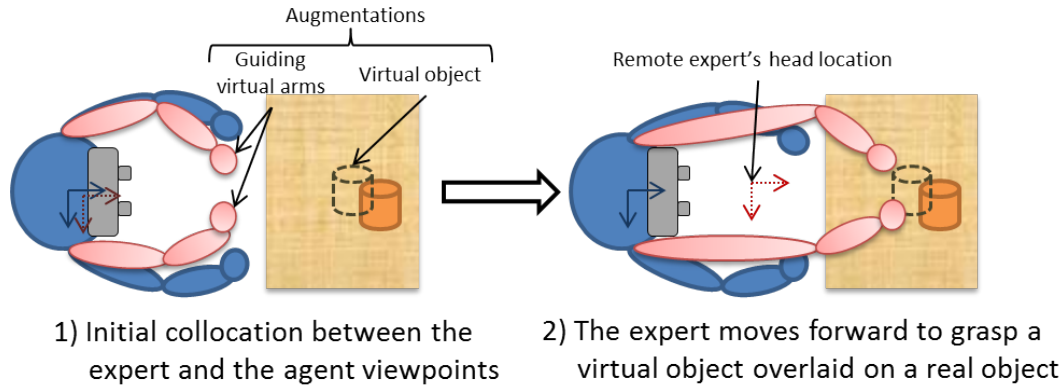 Augmentations
Guiding
virtual arms
Virtual object
Remote expert's head location
1) Initial collocation between the
expert and the agent viewpoints
2) The expert moves forward to grasp a
virtual object overlaid on a real object